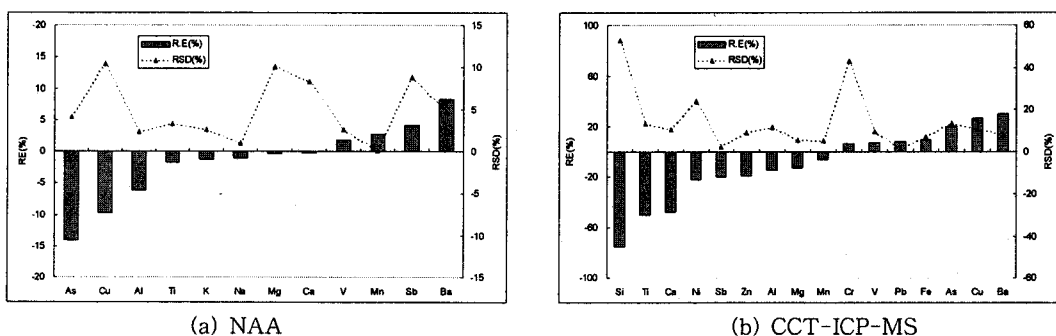 -20
15
10
5
0
-5
-10
-15
-20
RE(%)
R.E(%)
RSD(%)
15
10
5
0
-5
-10
-15
RSD(%)
As Cu Al Ti K Na Mg Ca V Mn Sb Ba
(a) NAA
-100
60
20
-20
-60
-100
RE(%)
R.E(%)
RSD(%)
60
40
20
0
-20
-40
-60
RSD(%)
Si Ti Ca Ni Sb Zn Al Mg Mn Cr V Pb Fe As Cu Ba
(b) CCT-ICP-MS